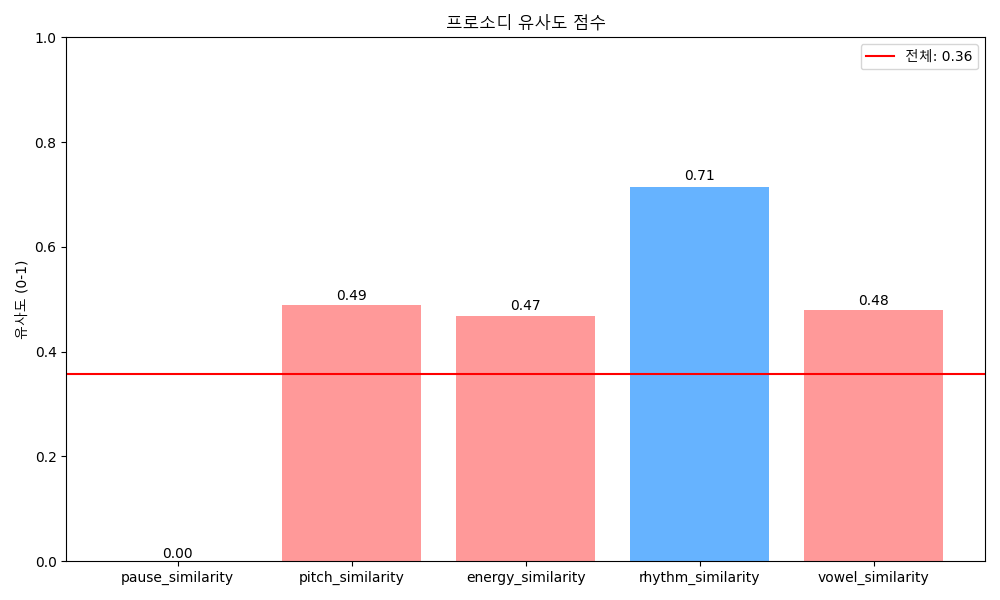 프로소디 유사도 점수
전체: 0.36
유사도 (0-1)
1.0
0.8
0.6
0.4
0.2
0.0
0.00
0.49
0.47
0.71
0.48
pause_similarity
pitch_similarity
energy_similarity
rhythm_similarity
vowel_similarity